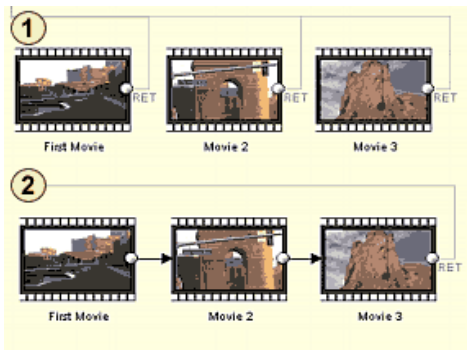 1
RET RET RET
First Movie Movie 2 Movie 3
2
RET
First Movie Movie 2 Movie 3